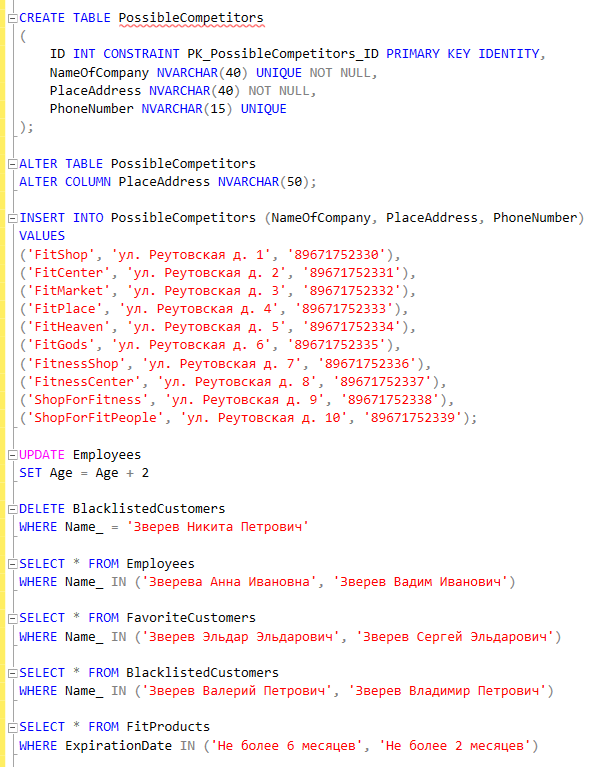 CREATE TABLE PossibleCompetitors
(
ID INT CONSTRAINT PK_PossibleCompetitors_ID PRIMARY KEY IDENTITY,
NameOfCompany NVARCHAR(40) UNIQUE NOT NULL,
PlaceAddress NVARCHAR(40) NOT NULL,
PhoneNumber NVARCHAR(15) UNIQUE
);
ALTER TABLE PossibleCompetitors
ALTER COLUMN PlaceAddress NVARCHAR(50);
INSERT INTO PossibleCompetitors (NameOfCompany, PlaceAddress, PhoneNumber)
VALUES
('FitShop', 'ул. Реутовская д. 1', '89671752330'),
('FitCenter', 'ул. Реутовская д. 2', '89671752331'),
('FitMarket', 'ул. Реутовская д. 3', '89671752332'),
('FitPlace', 'ул. Реутовская д. 4', '89671752333'),
('FitHeaven', 'ул. Реутовская д. 5', '89671752334'),
('FitGods', 'ул. Реутовская д. 6', '89671752335'),
('FitnessShop', 'ул. Реутовская д. 7', '89671752336'),
('FitnessCenter', 'ул. Реутовская д. 8', '89671752337'),
('ShopForFitness', 'ул. Реутовская д. 9', '89671752338'),
('ShopForFitPeople', 'ул. Реутовская д. 10', '89671752339');
UPDATE Employees
SET Age = Age + 2
DELETE BlacklistedCustomers
WHERE Name_ = 'Зверев Никита Петрович'
SELECT * FROM Employees
WHERE Name_ IN ('Зверева Анна Ивановна', 'Зверев Вадим Иванович')
SELECT * FROM FavoriteCustomers
WHERE Name_ IN ('Зверев Эльдар Эльдарович', 'Зверев Сергей Эльдарович')
SELECT * FROM BlacklistedCustomers
WHERE Name_ IN ('Зверев Валерий Петрович', 'Зверев Владимир Петрович')
SELECT * FROM FitProducts
WHERE ExpirationDate IN ('Не более 6 месяцев', 'Не более 2 месяцев')